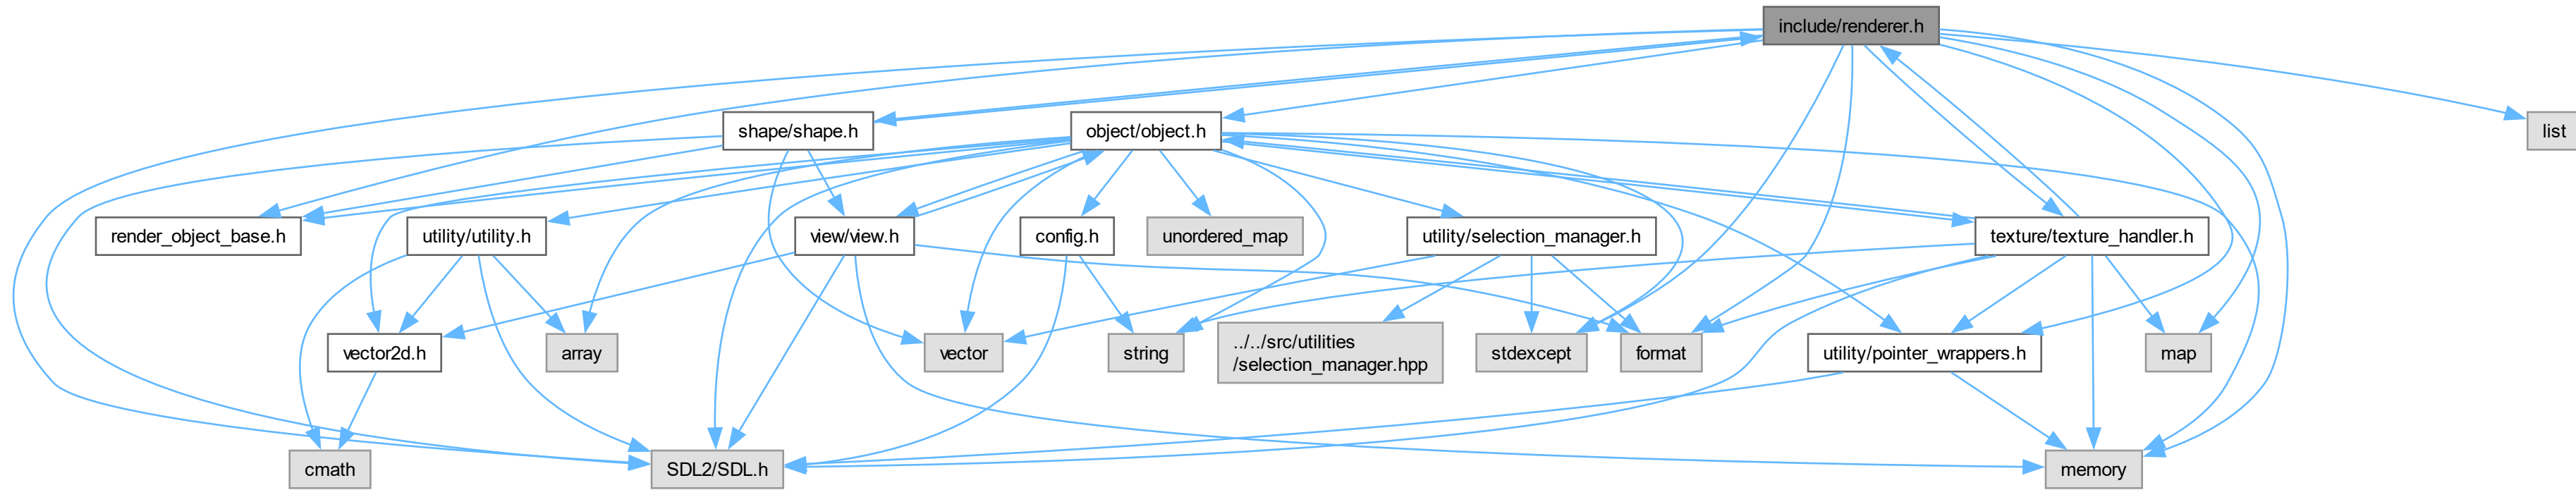 include/renderer.h
shape/shape.h
object/object.h
list
render_object_base.h
utility/utility.h
view/view.h
config.h
unordered_map
utility/selection_manager.h
texture/texture_handler.h
vector2d.h
array
vector
string
../../src/utilities
/selection_manager.hpp
stdexcept
format
utility/pointer_wrappers.h
map
cmath
SDL2/SDL.h
memory